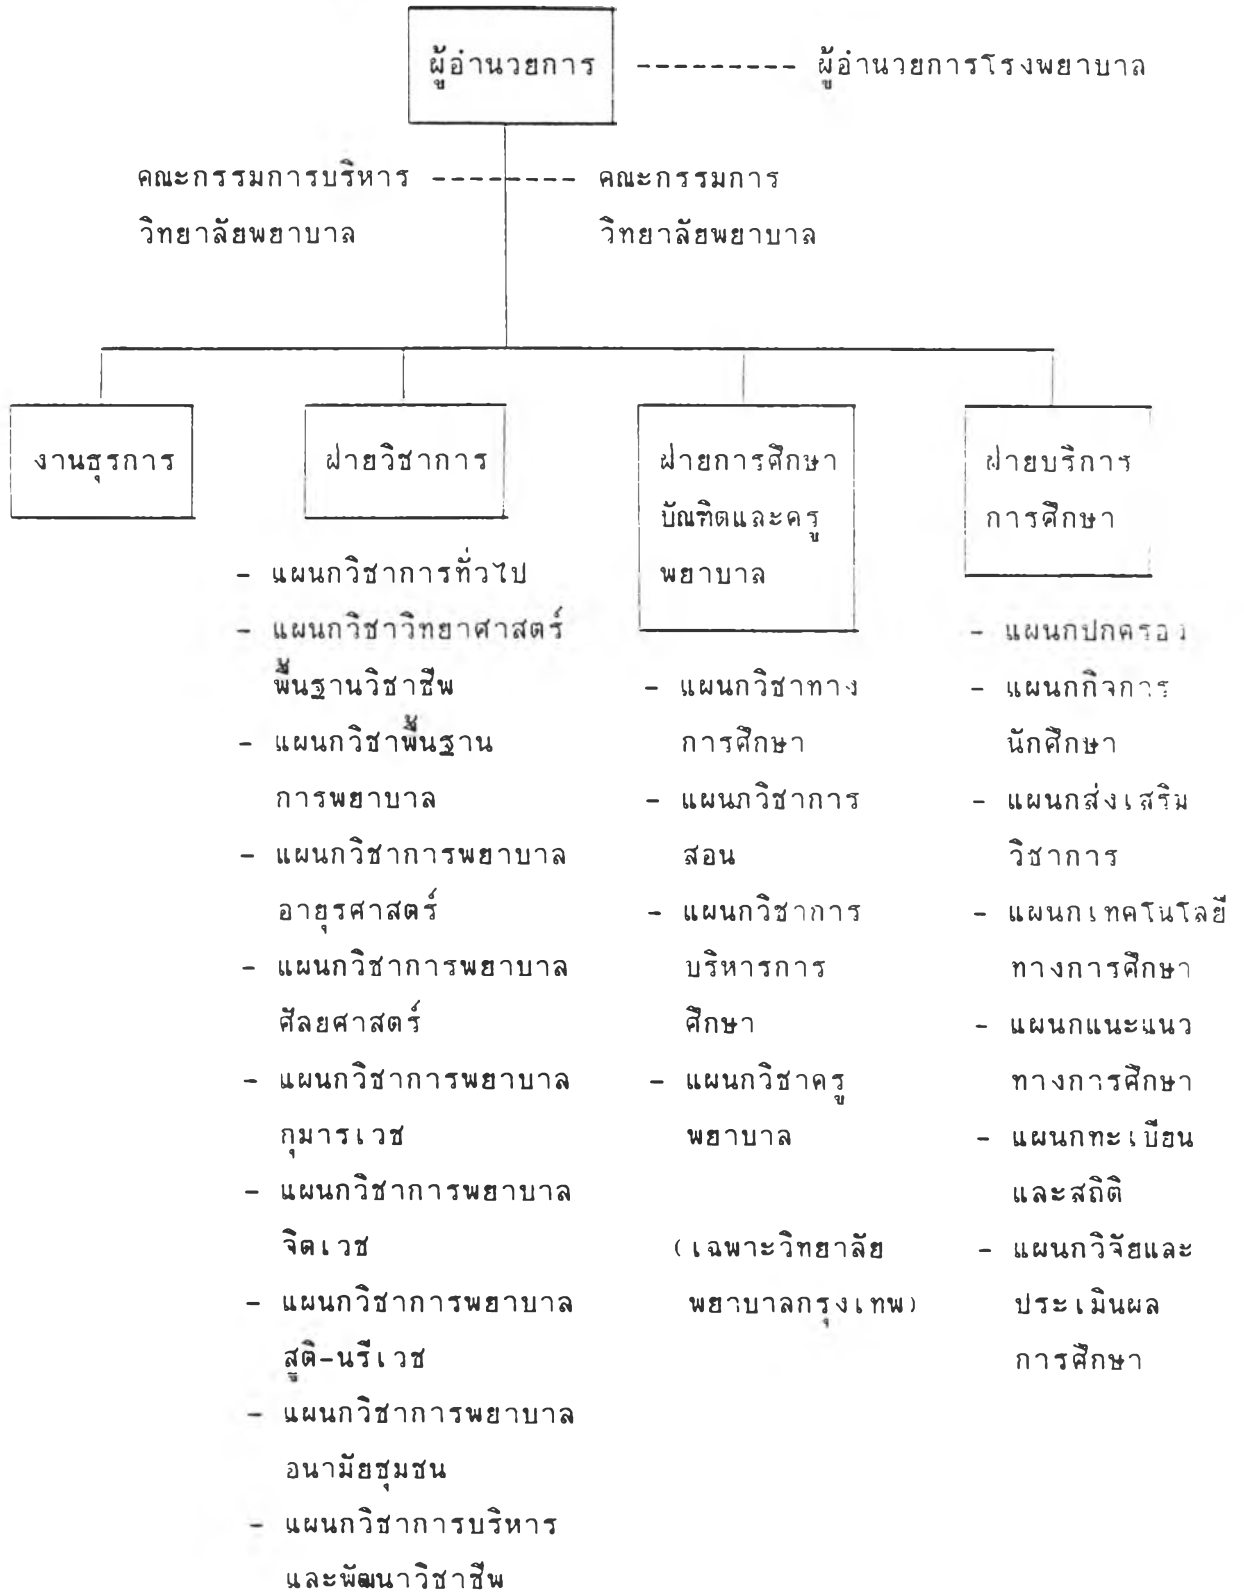 ผู้อำนวยการ --------- ผู้อำนวยการโรงพยาบาล
คณะกรรมการบริหาร -------- คณะกรรมการ
วิทยาลัยพยาบาล วิทยาลัยพยาบาล
งานธุรการ
ฝ่ายวิชาการ
- แผนกวิชาการทั่วไป
- แผนกวิชาวิทยาศาสตร์
พื้นฐานวิชาชีพ
- แผนกวิชาพื้นฐาน
การพยาบาล
- แผนกวิชาการพยาบาล
อายุรศาสตร์
- แผนกวิชาการพยาบาล
ศัลยศาสตร์
- แผนกวิชาการพยาบาล
กุมารเวช
- แผนกวิชาการพยาบาล
จิตเวช
- แผนกวิชาการพยาบาล
สูติ-นรีเวช
- แผนกวิชาการพยาบาล
อนามัยชุมชน
- แผนกวิชาการบริหาร
และพัฒนาวิชาชีพ
ฝ่ายการศึกษา
บัณฑิตและครู
พยาบาล
- แผนกวิชาทาง
การศึกษา
- แผนกวิชาการ
สอน
- แผนกวิชาการ
บริหารการ
ศึกษา
- แผนกวิชาครู
พยาบาล
(เฉพาะวิทยาลัย
พยาบาลกรุงเทพ)
ฝ่ายบริการ
การศึกษา
- แผนกปกครอง
- แผนกกิจการ
นักศึกษา
- แผนกส่งเสริม
วิชาการ
- แผนกเทคโนโลยี
ทางการศึกษา
- แผนกแนะแนว
ทางการศึกษา
- แผนกทะเบียน
และสถิติ
- แผนกวิจัยและ
ประเมินผล
การศึกษา